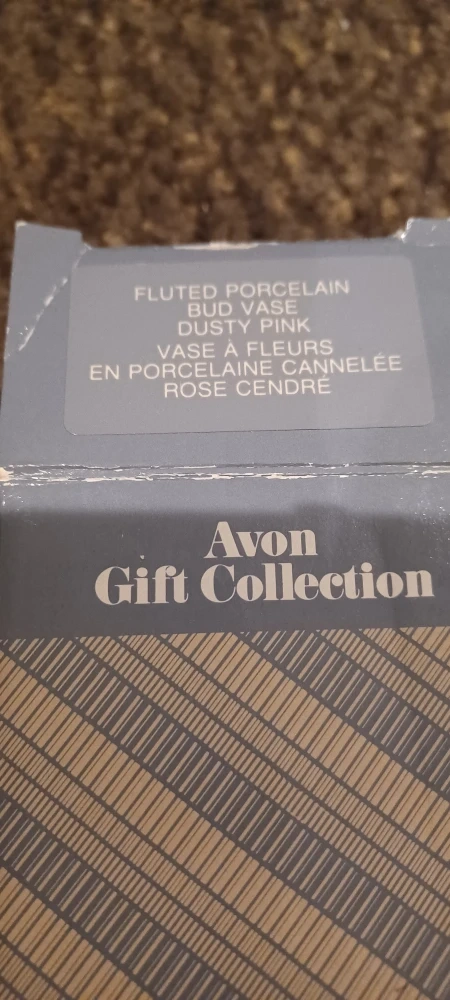 FLUTED PORCELAIN
BUD VASE
DUSTY PINK
VASE À FLEURS
EN PORCELAINE CANNELÉE
ROSE CENDRÉ
Avon
Gift Collection